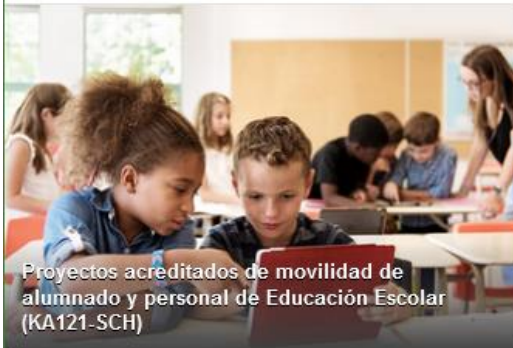 Proyectos acreditados de movilidad de
alumnado y personal de Educación Escolar
(KA121-SCH)